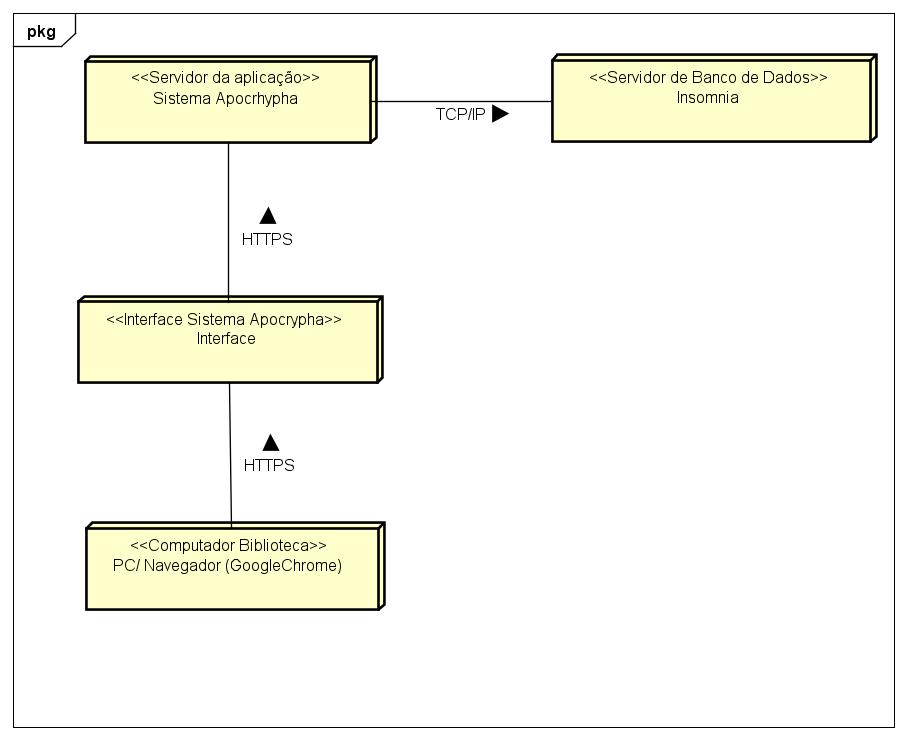 pkg
<<Servidor da aplicação>>
Sistema Apocrhypha
<<Servidor de Banco de Dados>>
Insomnia
TCP/IP
HTTPS
<<Interface Sistema Apocrypha>>
Interface
HTTPS
<<Computador Biblioteca>>
PC/ Navegador (GoogleChrome)